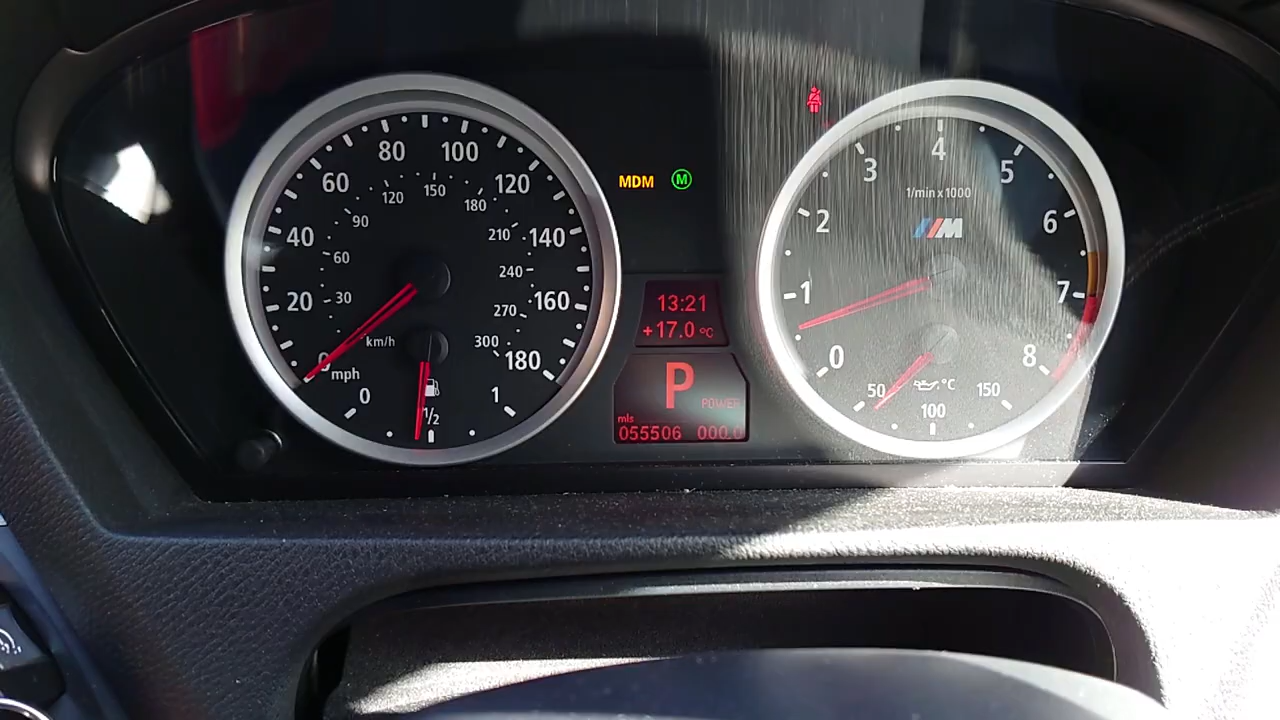 80 100
60 120
120 150 180
90 210
40 60 240 140
20 30 270 160
km/h 300
0 mph 180
0 1/2 1
MDM M
13:21
+17.0 °C
P
POWER
mls
055506 000.0
4
3 5
1/min x 1000
2 6
M
1 7
0 8
50 °C 150
100